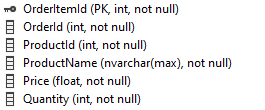 OrderItemId (PK, int, not null)
OrderId (int, not null)
ProductId (int, not null)
ProductName (nvarchar(max), not null)
Price (float, not null)
Quantity (int, not null)